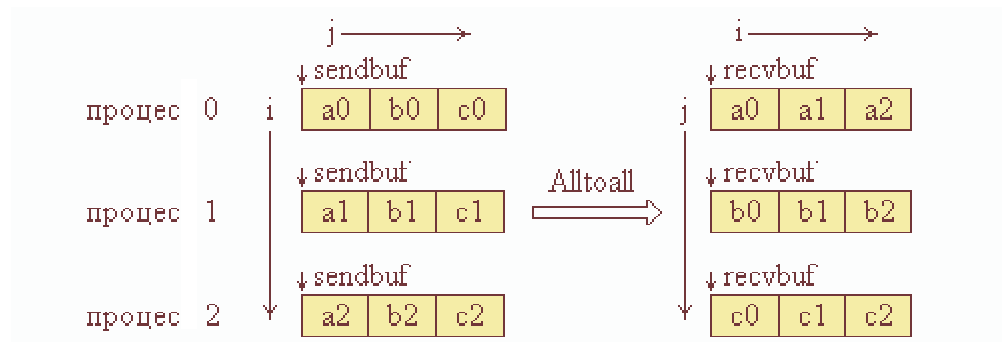 j i
sendbuf recvbuf
процес 0 i a0 b0 c0 j a0 a1 a2
sendbuf Alltoall recvbuf
процес 1 a1 b1 c1 b0 b1 b2
sendbuf recvbuf
процес 2 a2 b2 c2 c0 c1 c2